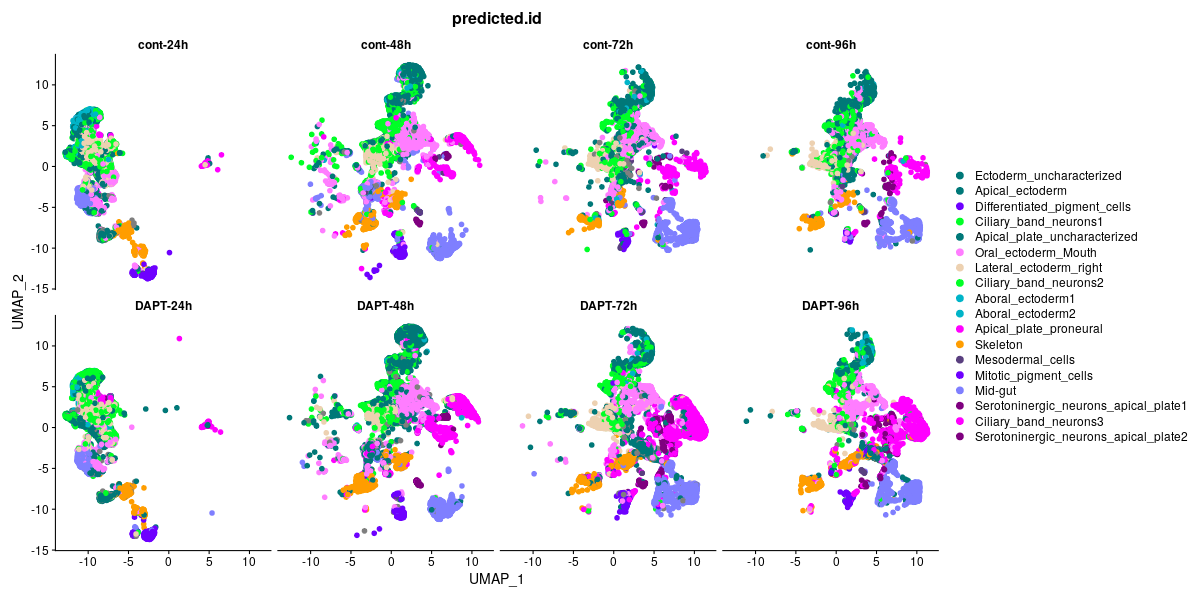 predicted.id
cont-24h
cont-48h
cont-72h
cont-96h
10
5
0
-5
-10
-15
DAPT-24h
DAPT-48h
DAPT-72h
DAPT-96h
10
5
0
-5
-10
-15
-10 -5 0 5 10
-10 -5 0 5 10
-10 -5 0 5 10
-10 -5 0 5 10
UMAP_2
UMAP_1
Ectoderm_uncharacterized
Apical_ectoderm
Differentiated_pigment_cells
Ciliary_band_neurons1
Apical_plate_uncharacterized
Oral_ectoderm_Mouth
Lateral_ectoderm_right
Ciliary_band_neurons2
Aboral_ectoderm1
Aboral_ectoderm2
Apical_plate_proneural
Skeleton
Mesodermal_cells
Mitotic_pigment_cells
Mid-gut
Serotoninergic_neurons_apical_plate1
Ciliary_band_neurons3
Serotoninergic_neurons_apical_plate2